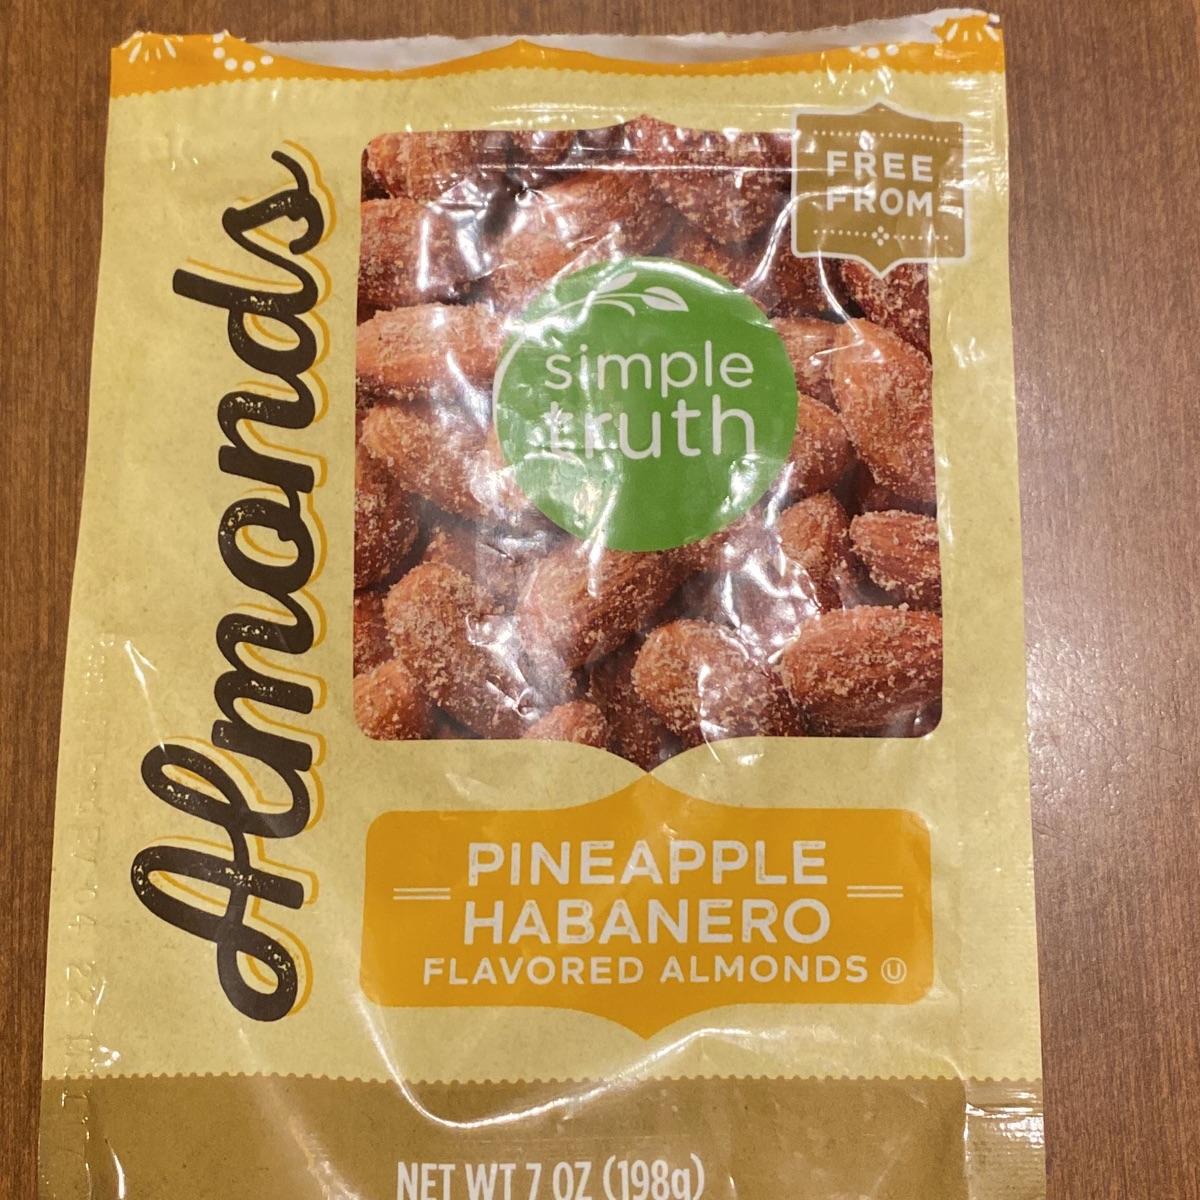 Almonds
FREE
FROM
simple
truth
PINEAPPLE
HABANERO
FLAVORED ALMONDS Ⓤ
NET WT 7 OZ (198g)